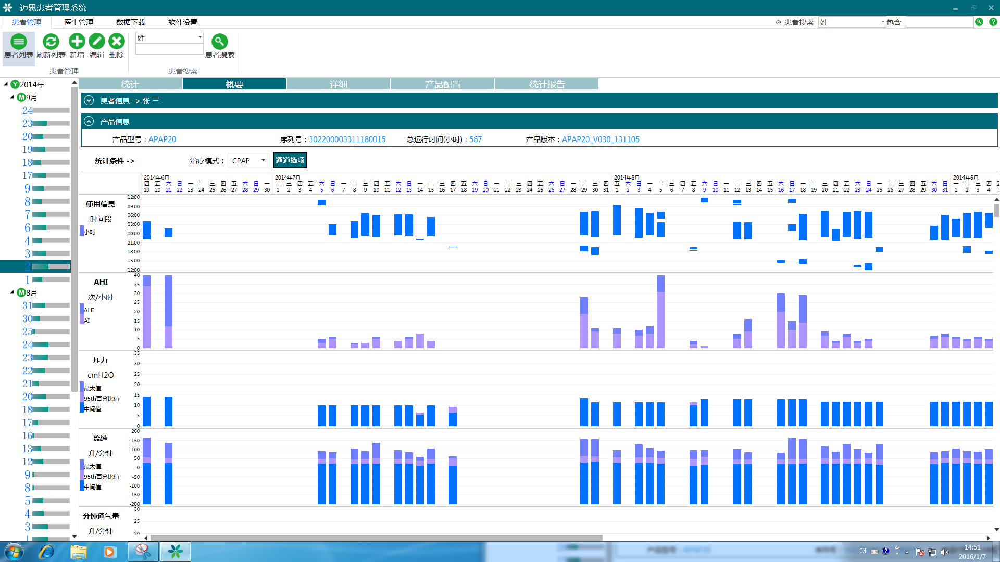 迈思患者管理系统
患者管理 医生管理 数据下载 软件设置
患者搜索 姓 包含
患者列表 刷新列表 新增 编辑 删除
患者管理
姓
患者搜索
患者搜索
2014年
9月
24
23
20
19
18
17
9
8
7
6
4
3
2
1
8月
31
30
25
24
23
22
21
20
18
17
16
13
12
9
8
5
4
3
1
统计 概要 详细 产品配置 统计报告
患者信息 -> 张 三
产品信息
产品型号：APAP20 序列号：302200003311180015 总运行时间(小时)：567 产品版本：APAP20_V030_131105
统计条件 -> 治疗模式： CPAP 通道选项
2014年6月 2014年7月 2014年8月 2014年9月
四 五 六 日 一 二 三 四 五 六 日 一 二 三 四 五 六 日 一 二 三 四 五 六 日 一 二 三 四 五 六 日 一 二 三 四 五 六 日 一 二 三 四 五 六 日 一 二 三 四 五 六 日 一 二 三 四 五 六 日 一 二 三 四 五 六 日 一 二 三 四 五 六 日 一 二 三 四 五
19 20 21 22 23 24 25 26 27 28 29 30 1 2 3 4 5 6 7 8 9 10 11 12 13 14 15 16 17 18 19 20 21 22 23 24 25 26 27 28 29 30 31 1 2 3 4 5 6 7 8 9 10 11 12 13 14 15 16 17 18 19 20 21 22 23 24 25 26 27 28 29 30 31 1 2 3 4
使用信息
时间段
小时
12:00
09:00
06:00
03:00
00:00
21:00
18:00
15:00
12:00
AHI
次/小时
AHI
AI
40
35
30
25
20
15
10
5
0
压力
cmH2O
最大值
95th百分比值
中间值
35
30
25
20
15
10
5
0
流速
升/分钟
最大值
95th百分比值
中间值
200
150
100
50
0
-50
-100
-150
-200
分钟通气量
升/分钟
30
25
20
CH
14:51
2016/1/7